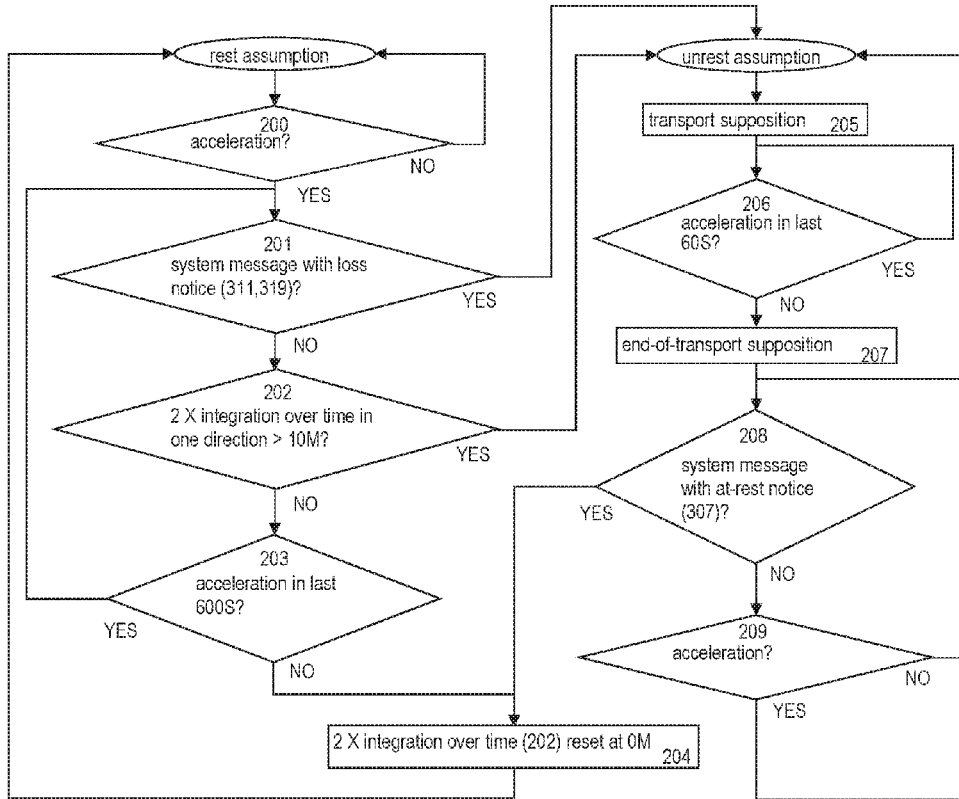 rest assumption
200
acceleration?
NO
YES
201
system message with loss
notice (311,319)?
YES
NO
202
2 X integration over time in
one direction > 10M?
YES
NO
203
acceleration in last
600S?
YES
NO
2 X integration over time (202) reset at 0M
204
unrest assumption
transport supposition
205
206
acceleration in last
60S?
YES
NO
end-of-transport supposition
207
208
system message
with at-rest notice
(307)?
YES
NO
209
acceleration?
NO
YES